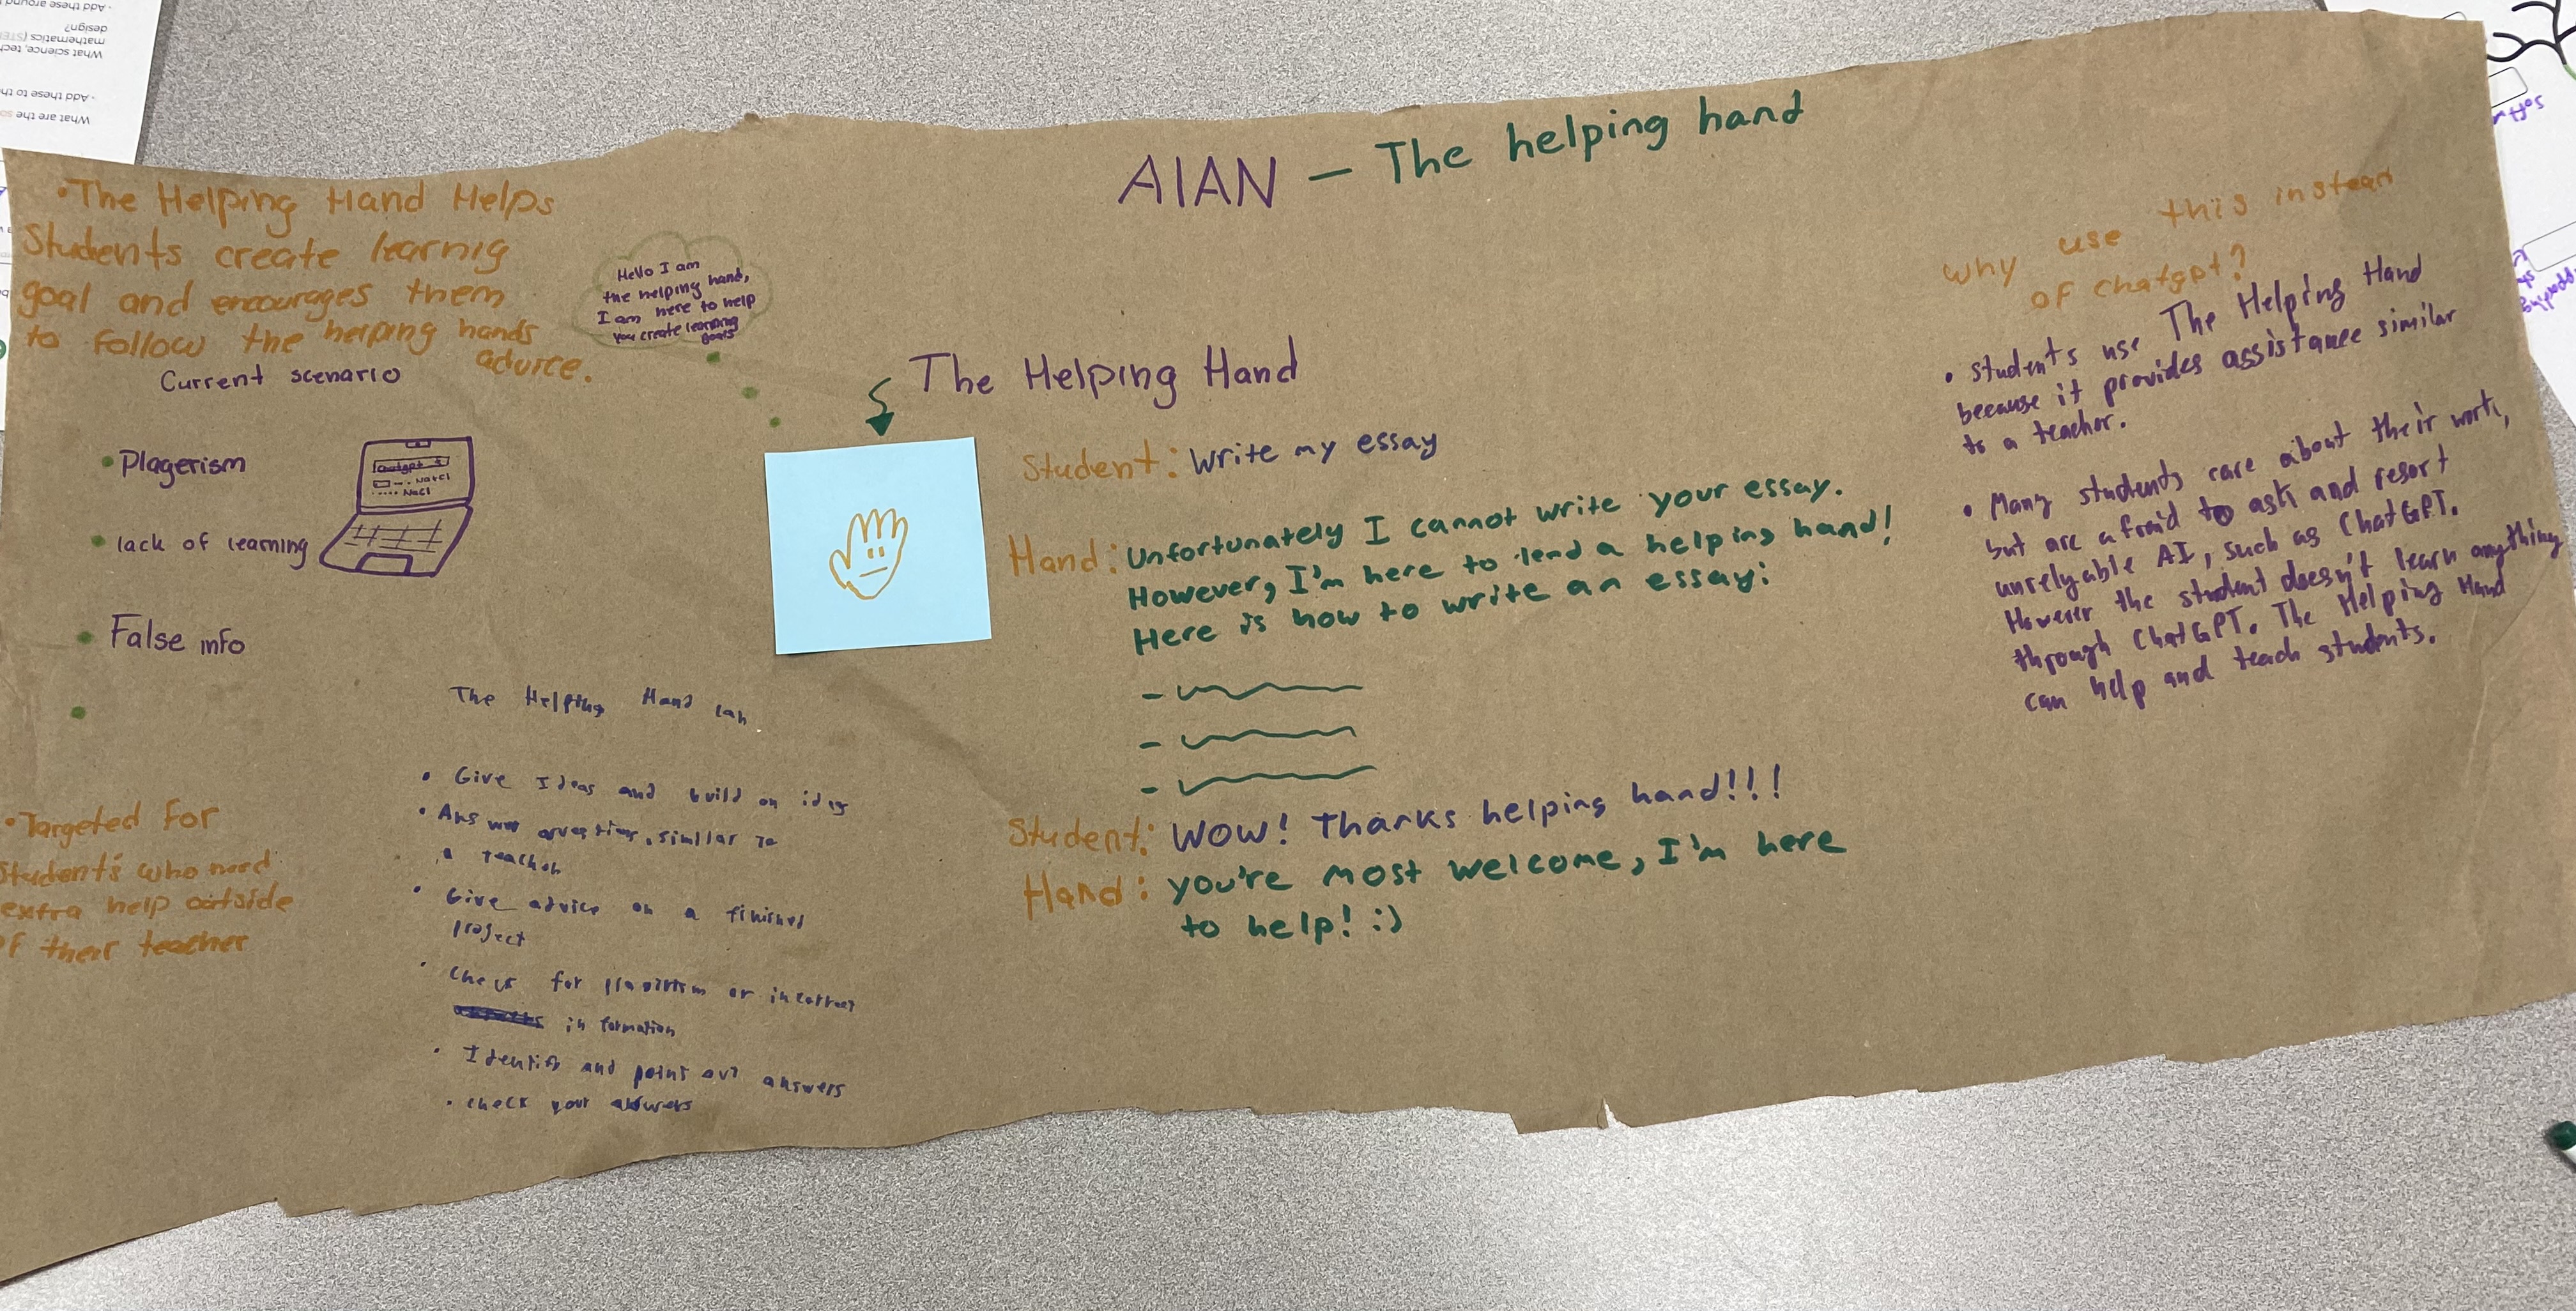 AIAN – The helping hand
• The Helping Hand Helps
Students create learnig
goal and encourages them
to follow the helping hands
advice.
Hello I am
the helping hand,
I am here to help
you create learning
goals
Current scenario
• Plagerism
• lack of learning
• False info
Chatgpt
NaCl
The Helping Hand can
• Give Ideas and build on ideas
• Answer questions, similar to
a teacher
• Give advice on a finished
project
• Check for plagirism or incorrect
information
• Identify and point out answers
• check your answers
• Targeted for
Students who need
extra help outside
of their teacher
The Helping Hand
Student: Write my essay
Hand: Unfortunately I cannot write your essay.
However, I'm here to lend a helping hand!
Here is how to write an essay:
Student: WOW! Thanks helping hand!!!
Hand: you're most welcome, I'm here
to help! :)
why use this instead
of chatgpt?
• students use The Helping Hand
because it provides assistance similar
to a teacher.
• Many students care about their work,
but are afraid to ask and resort
unrelyable AI, such as ChatGPT.
However the student doesn't learn anything
through ChatGPT. The Helping Hand
can help and teach students.
- Add these around
design?
mathematics (STE
What science, tech
- Add these to th
What are the so